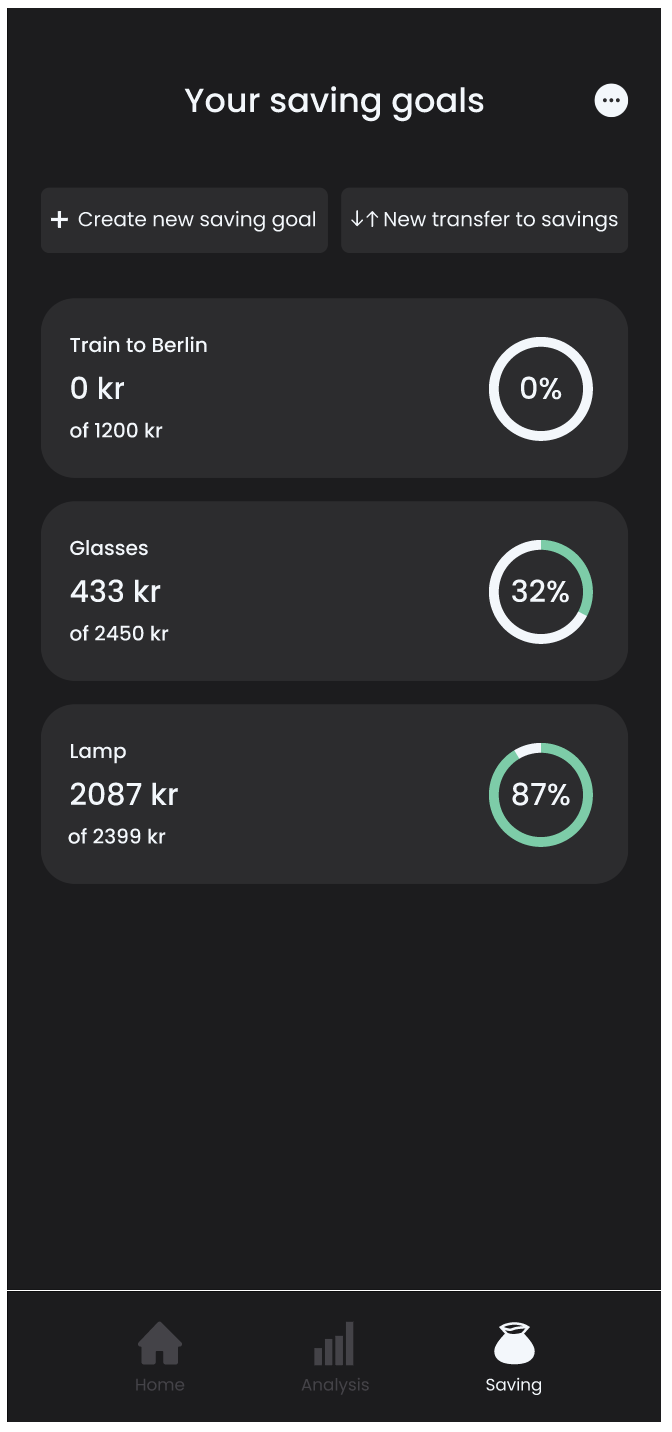 Your saving goals
Create new saving goal
New transfer to savings
Train to Berlin
0 kr
of 1200 kr
0%
Glasses
433 kr
of 2450 kr
32%
Lamp
2087 kr
of 2399 kr
87%
Home
Analysis
Saving